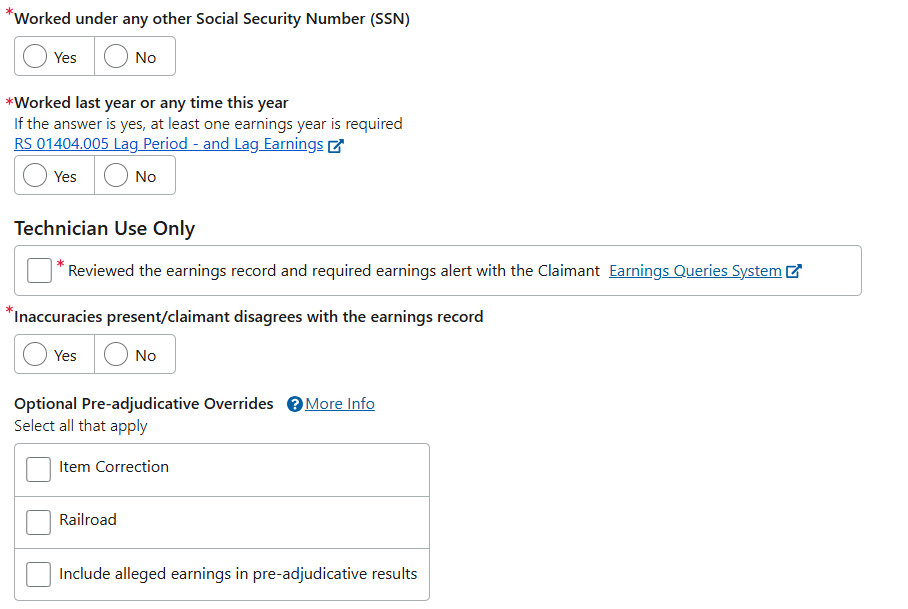 *Worked under any other Social Security Number (SSN)
Yes No
*Worked last year or any time this year
If the answer is yes, at least one earnings year is required
RS 01404.005 Lag Period - and Lag Earnings
Yes No
Technician Use Only
* Reviewed the earnings record and required earnings alert with the Claimant Earnings Queries System
*Inaccuracies present/claimant disagrees with the earnings record
Yes No
Optional Pre-adjudicative Overrides ? More Info
Select all that apply
Item Correction
Railroad
Include alleged earnings in pre-adjudicative results